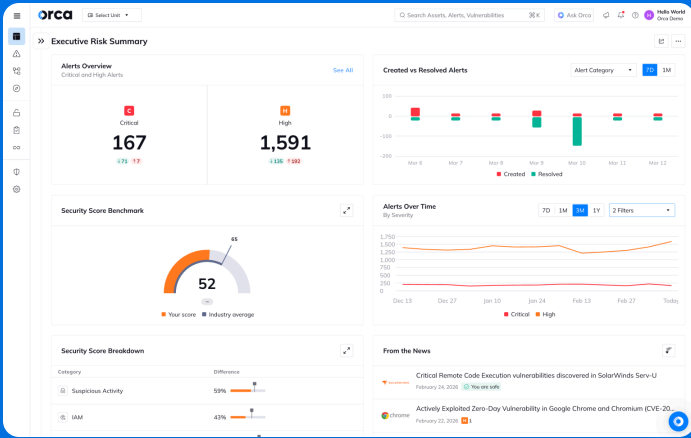 orca
Select Unit
Search Assets, Alerts, Vulnerabilities
⌘K
Ask Orca
H
Hello World
Orca Demo
Executive Risk Summary
Alerts Overview
Critical and High Alerts
See All
C
Critical
167
↓71 ↑7
H
High
1,591
↓135 ↑192
Created vs Resolved Alerts
Alert Category
7D 1M
100
0
-100
-200
Mar 6 Mar 7 Mar 8 Mar 9 Mar 10 Mar 11 Mar 12
Created Resolved
Security Score Benchmark
65
52
Your score Industry average
Alerts Over Time
By Severity
7D 1M 3M 1Y
2 Filters
1,750
1,500
1,250
1,000
750
500
250
0
Dec 13 Dec 27 Jan 10 Jan 24 Feb 13 Feb 27 Today
Critical High
Security Score Breakdown
Category Difference
Suspicious Activity 59%
IAM 43%
From the News
solarwinds
Critical Remote Code Execution vulnerabilities discovered in SolarWinds Serv-U
February 24, 2026 You are safe
chrome
Actively Exploited Zero-Day Vulnerability in Google Chrome and Chromium (CVE-20...
February 22, 2026 H 1